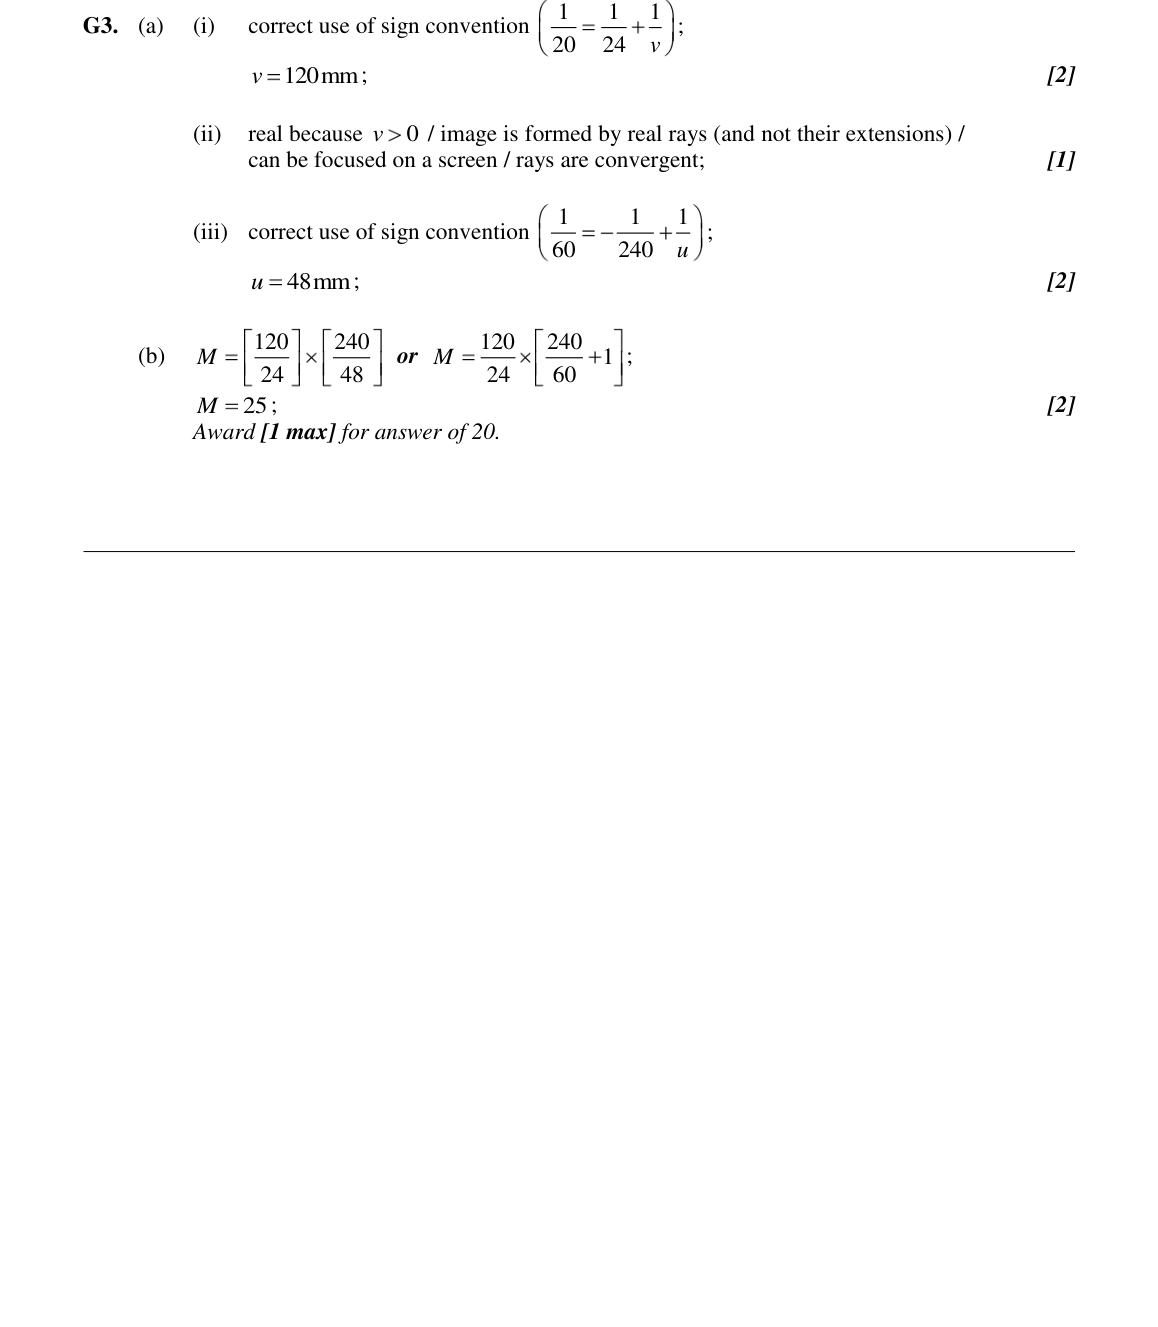 G3. (a) (i) correct use of sign convention (1/20 = 1/24 + 1/v);
v = 120 mm; [2]
(ii) real because v > 0 / image is formed by real rays (and not their extensions) /
can be focused on a screen / rays are convergent; [1]
(iii) correct use of sign convention (1/60 = −1/240 + 1/u);
u = 48 mm; [2]
(b) M = [120/24] × [240/48] or M = 120/24 × [240/60 + 1];
M = 25; [2]
Award [1 max] for answer of 20.